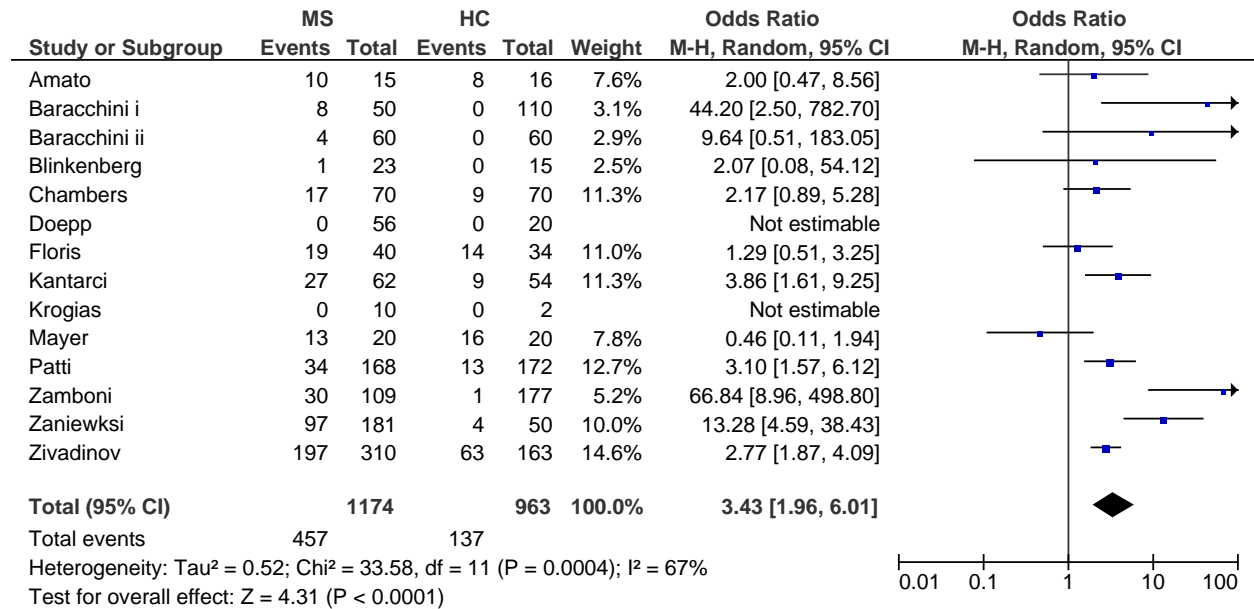 MS HC Odds Ratio Odds Ratio
Study or Subgroup Events Total Events Total Weight M-H, Random, 95% CI M-H, Random, 95% CI
Amato 10 15 8 16 7.6% 2.00 [0.47, 8.56]
Baracchini i 8 50 0 110 3.1% 44.20 [2.50, 782.70]
Baracchini ii 4 60 0 60 2.9% 9.64 [0.51, 183.05]
Blinkenberg 1 23 0 15 2.5% 2.07 [0.08, 54.12]
Chambers 17 70 9 70 11.3% 2.17 [0.89, 5.28]
Doepp 0 56 0 20 Not estimable
Floris 19 40 14 34 11.0% 1.29 [0.51, 3.25]
Kantarci 27 62 9 54 11.3% 3.86 [1.61, 9.25]
Krogias 0 10 0 2 Not estimable
Mayer 13 20 16 20 7.8% 0.46 [0.11, 1.94]
Patti 34 168 13 172 12.7% 3.10 [1.57, 6.12]
Zamboni 30 109 1 177 5.2% 66.84 [8.96, 498.80]
Zaniewksi 97 181 4 50 10.0% 13.28 [4.59, 38.43]
Zivadinov 197 310 63 163 14.6% 2.77 [1.87, 4.09]
Total (95% CI) 1174 963 100.0% 3.43 [1.96, 6.01]
Total events 457 137
Heterogeneity: Tau² = 0.52; Chi² = 33.58, df = 11 (P = 0.0004); I² = 67%
Test for overall effect: Z = 4.31 (P < 0.0001)
0.01 0.1 1 10 100